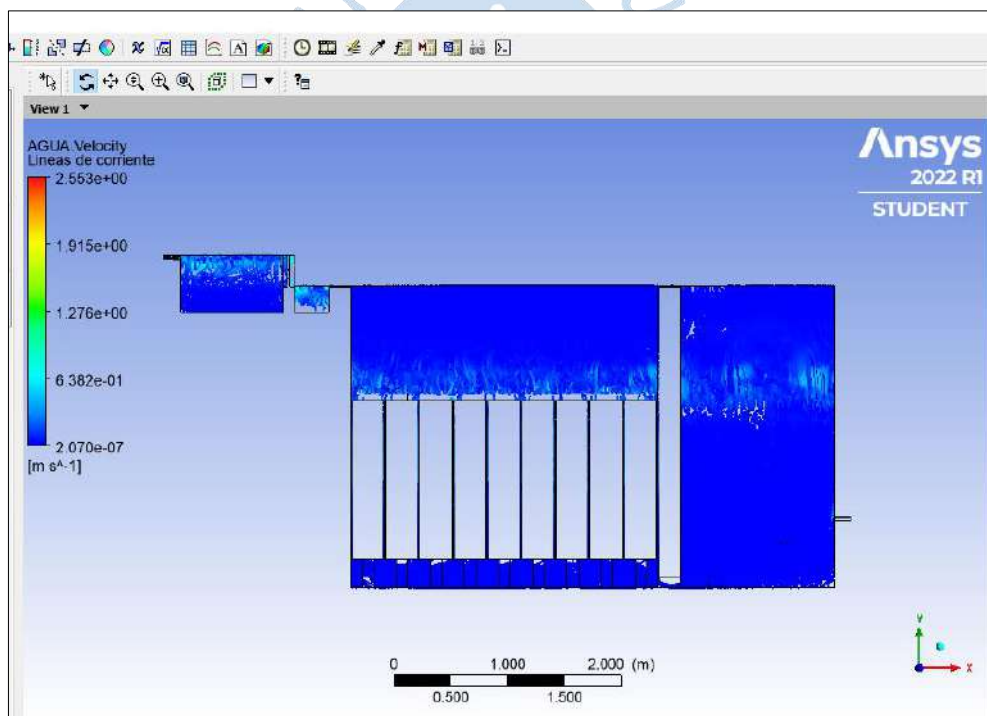 View 1
AGUA.Velocity
Lineas de corriente
2.553e+00
1.915e+00
1.276e+00
6.382e-01
2.070e-07
[m s^-1]
Ansys
2022 R1
STUDENT
0 1.000 2.000 (m)
0.500 1.500
Y
X